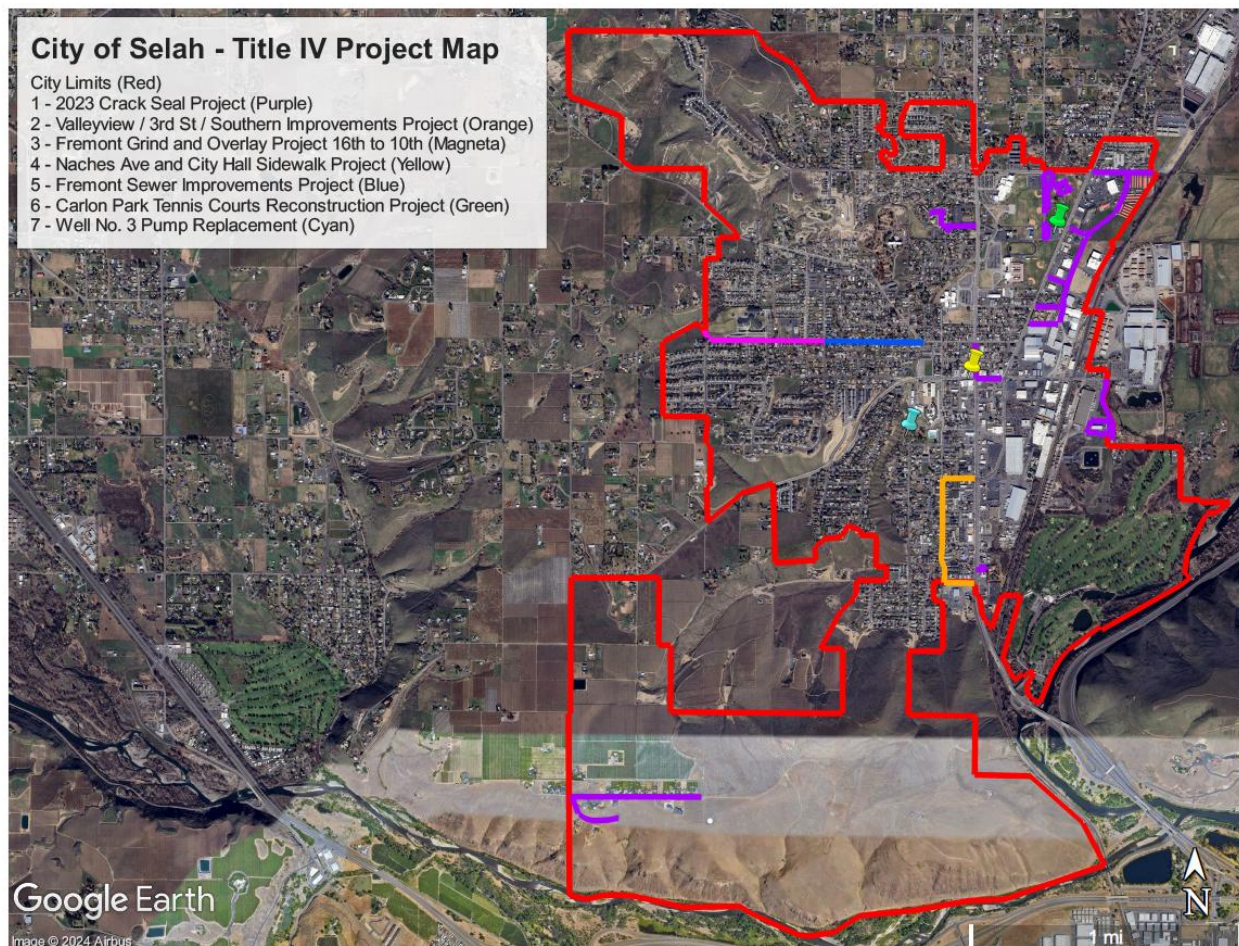 City of Selah - Title IV Project Map
City Limits (Red)
1 - 2023 Crack Seal Project (Purple)
2 - Valleyview / 3rd St / Southern Improvements Project (Orange)
3 - Fremont Grind and Overlay Project 16th to 10th (Magneta)
4 - Naches Ave and City Hall Sidewalk Project (Yellow)
5 - Fremont Sewer Improvements Project (Blue)
6 - Carlon Park Tennis Courts Reconstruction Project (Green)
7 - Well No. 3 Pump Replacement (Cyan)
Google Earth
N
Image © 2024 Airbus
1 mi